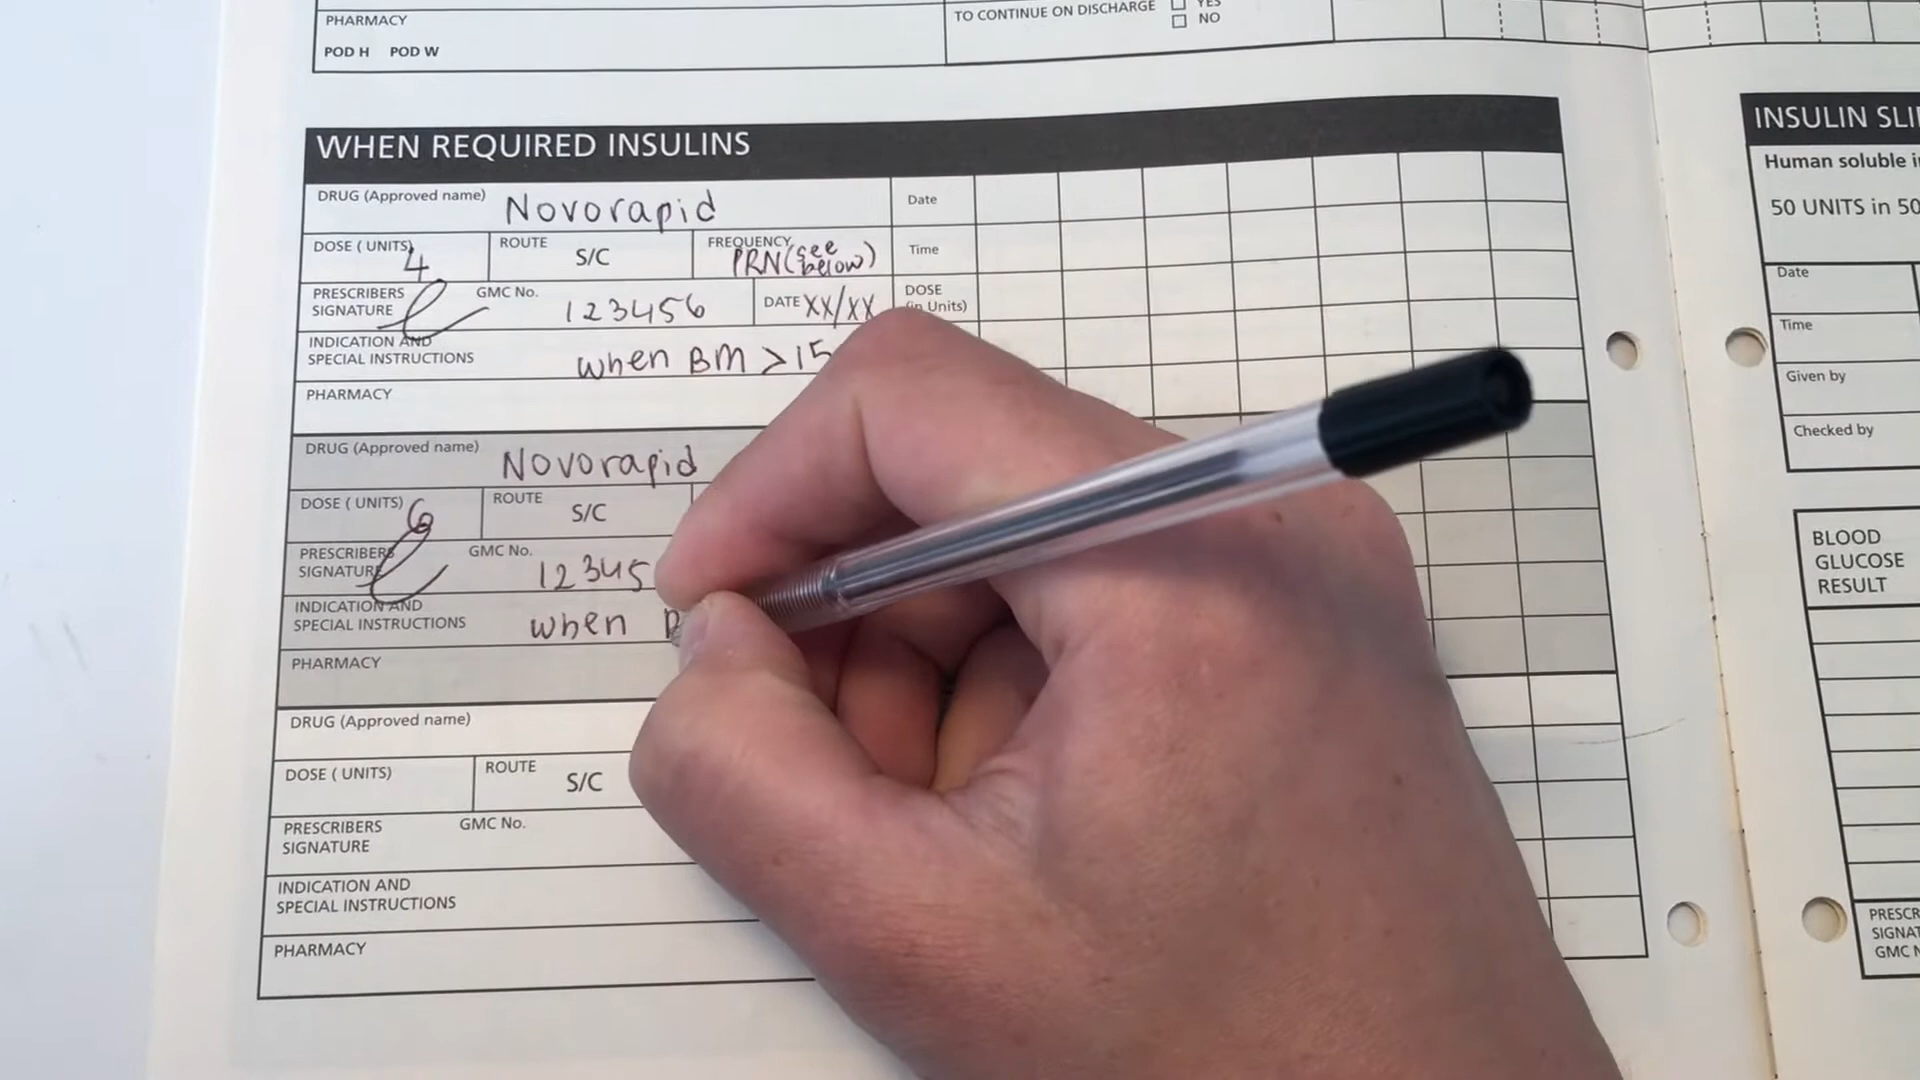 PHARMACY
POD H POD W
TO CONTINUE ON DISCHARGE
YES
NO
WHEN REQUIRED INSULINS
DRUG (Approved name) Novorapid
Date
DOSE ( UNITS) 4
ROUTE S/C
FREQUENCY PRN (see below)
Time
PRESCRIBERS SIGNATURE
GMC No. 123456
DATE XX/XX
DOSE
(in Units)
INDICATION AND
SPECIAL INSTRUCTIONS when BM >15
PHARMACY
DRUG (Approved name) Novorapid
DOSE ( UNITS) 6
ROUTE S/C
PRESCRIBERS SIGNATURE
GMC No. 12345
INDICATION AND
SPECIAL INSTRUCTIONS when
PHARMACY
DRUG (Approved name)
DOSE ( UNITS)
ROUTE S/C
PRESCRIBERS
SIGNATURE
GMC No.
INDICATION AND
SPECIAL INSTRUCTIONS
PHARMACY
INSULIN
Human soluble
50 UNITS in 50
Date
Time
Given by
Checked by
BLOOD
GLUCOSE
RESULT
GMC